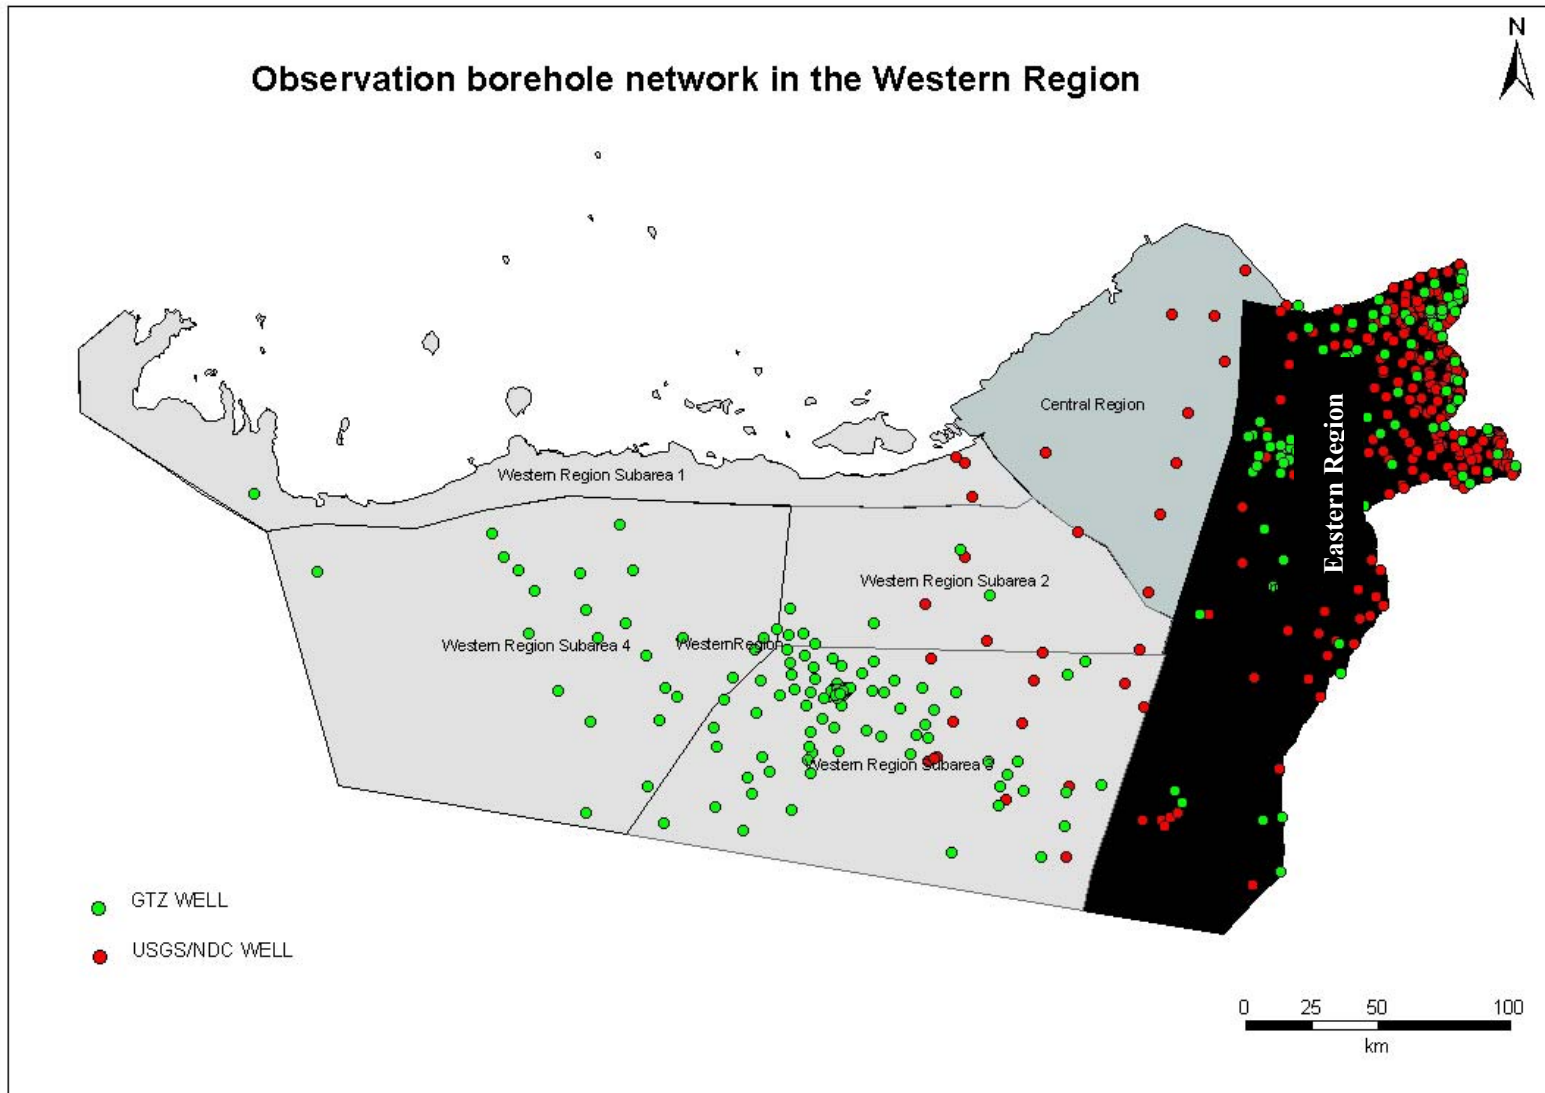 N
Observation borehole network in the Western Region
Central Region
Eastern Region
Western Region Subarea 1
Western Region Subarea 2
Western Region Subarea 4
WesternRegion
Western Region Subarea 3
GTZ WELL
USGS/NDC WELL
0 25 50 100
km